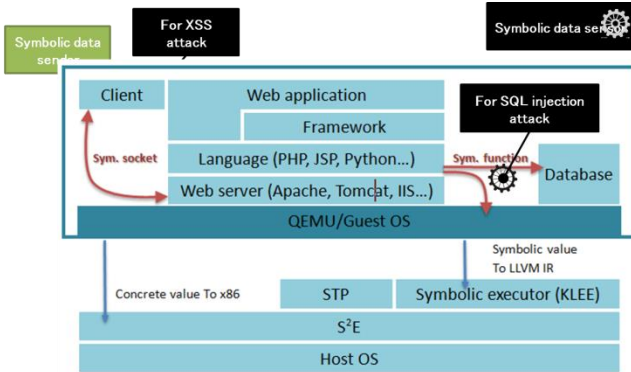 Symbolic data
sender
For XSS
attack
Symbolic data sensor
Client
Web application
For SQL injection
attack
Framework
Sym. socket
Language (PHP, JSP, Python...)
Sym. function
Database
Web server (Apache, Tomcat, IIS...)
QEMU/Guest OS
Symbolic value
To LLVM IR
Concrete value To x86
STP
Symbolic executor (KLEE)
S²E
Host OS